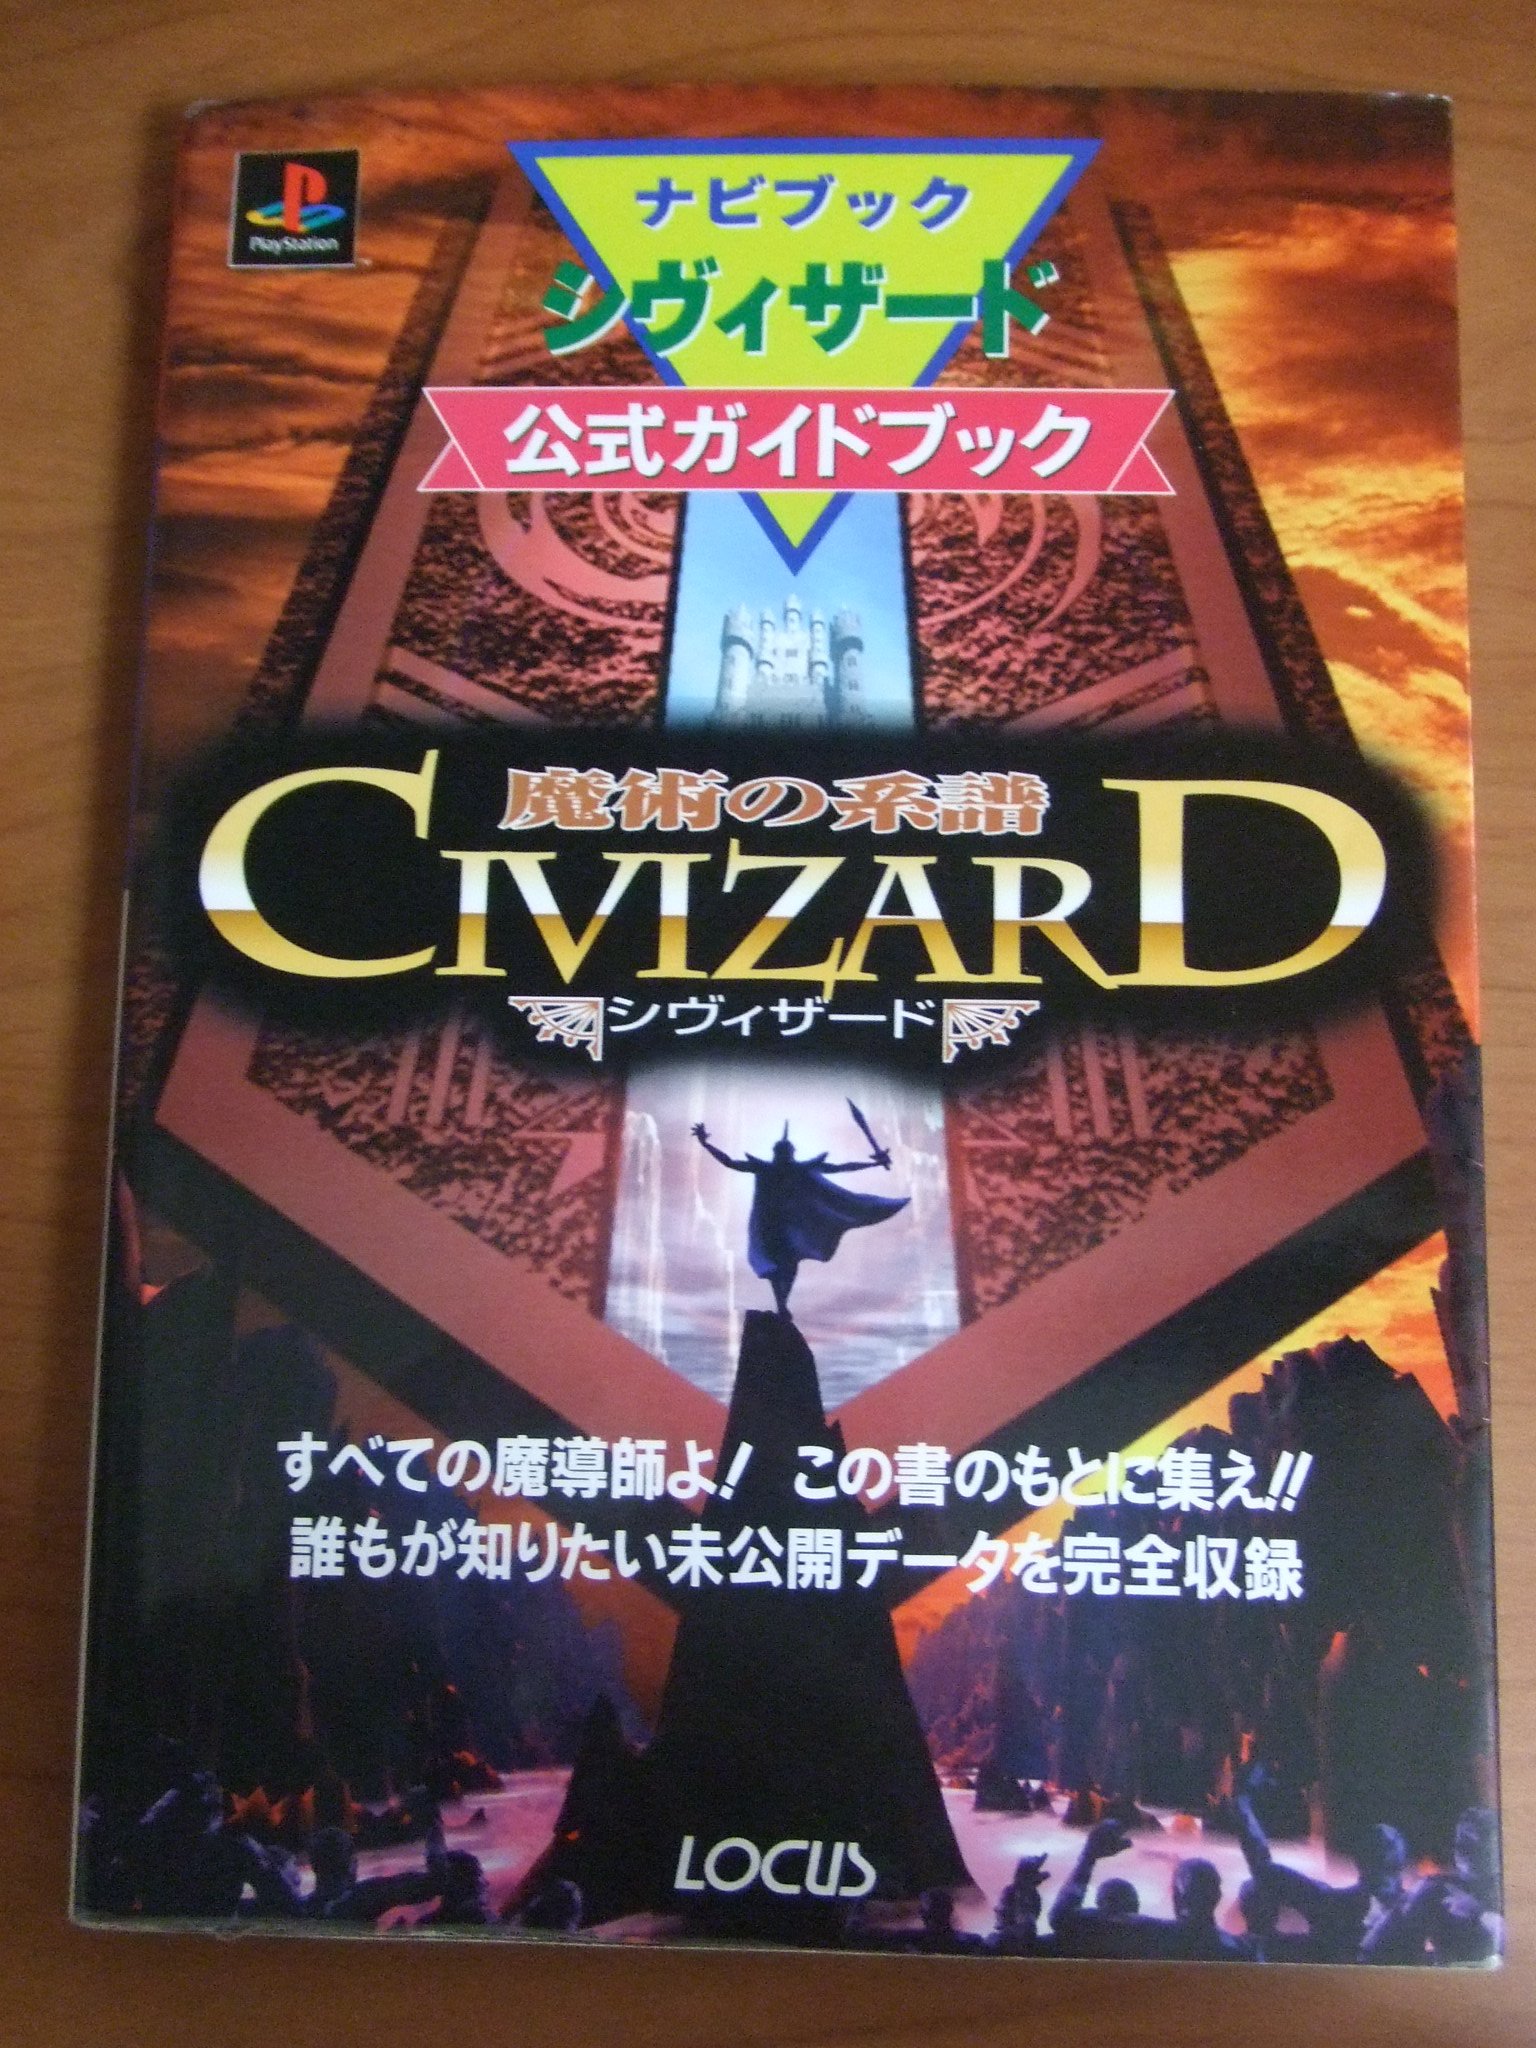 PlayStation
ナビブック
シヴィザード
公式ガイドブック
魔術の系譜
CIVIZARD
シヴィザード
すべての魔導師よ! この書のもとに集え!!
誰もが知りたい未公開データを完全収録
LOCUS